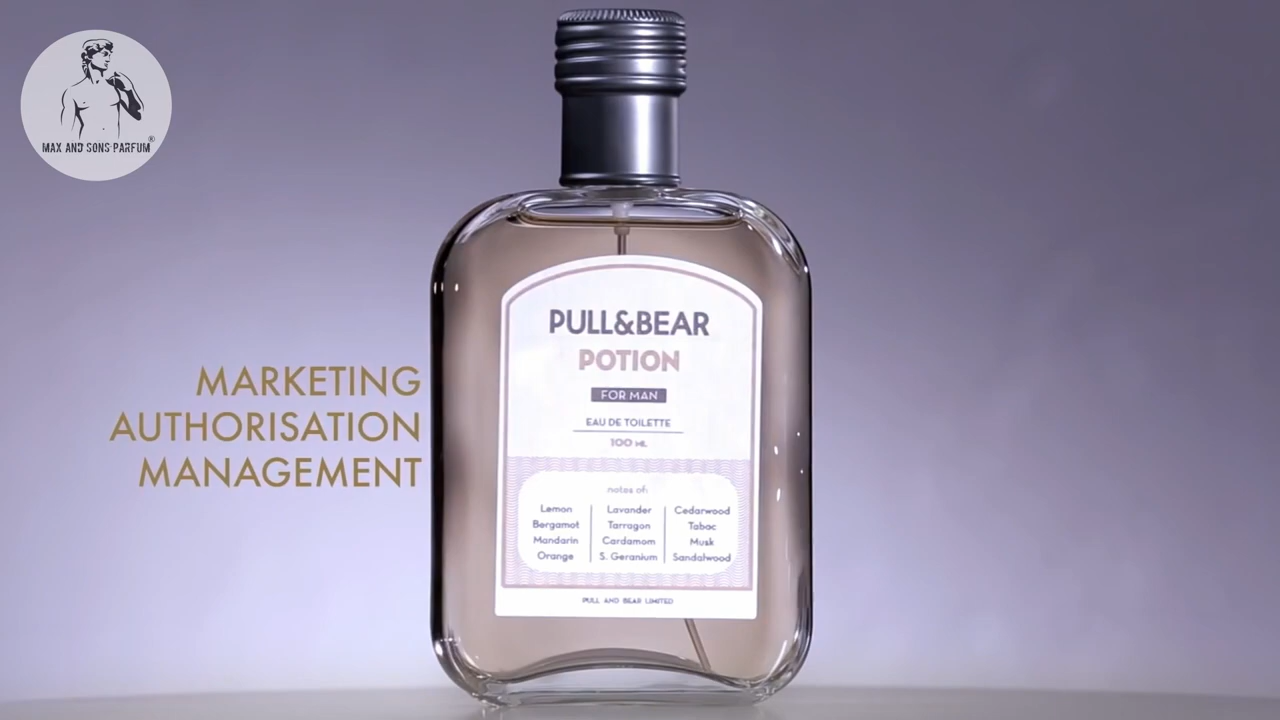 MAX AND SONS PARFUM®
MARKETING
AUTHORISATION
MANAGEMENT
PULL&BEAR
POTION
FOR MAN
EAU DE TOILETTE
100 ML
notes of:
Lemon Lavander Cedarwood
Bergamot Tarragon Tabac
Mandarin Cardamom Musk
Orange S. Geranium Sandalwood
PULL AND BEAR LIMITED